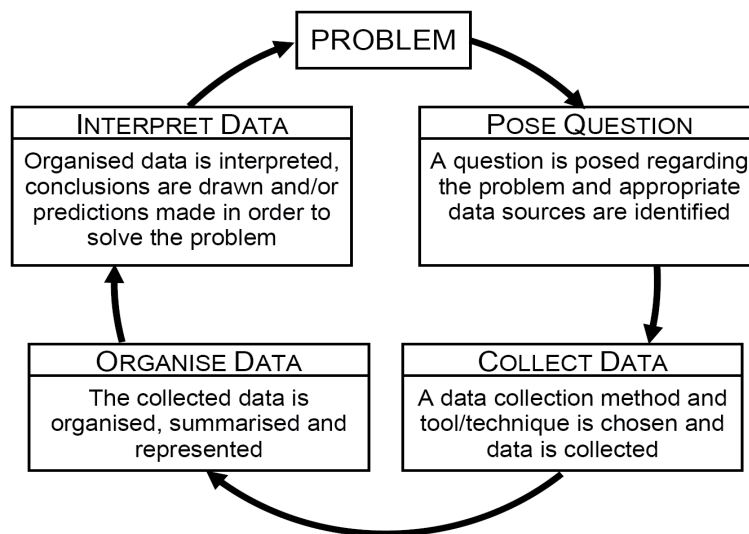 PROBLEM
POSE QUESTION
A question is posed regarding
the problem and appropriate
data sources are identified
COLLECT DATA
A data collection method and
tool/technique is chosen and
data is collected
ORGANISE DATA
The collected data is
organised, summarised and
represented
INTERPRET DATA
Organised data is interpreted,
conclusions are drawn and/or
predictions made in order to
solve the problem